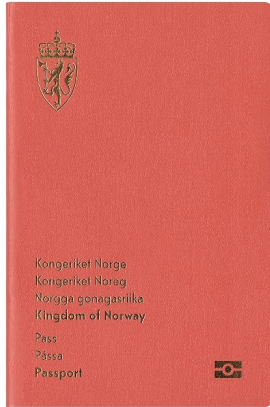 Kongeriket Norge
Kongeriket Noreg
Norgga gonagasriika
Kingdom of Norway
Pass
Pássa
Passport